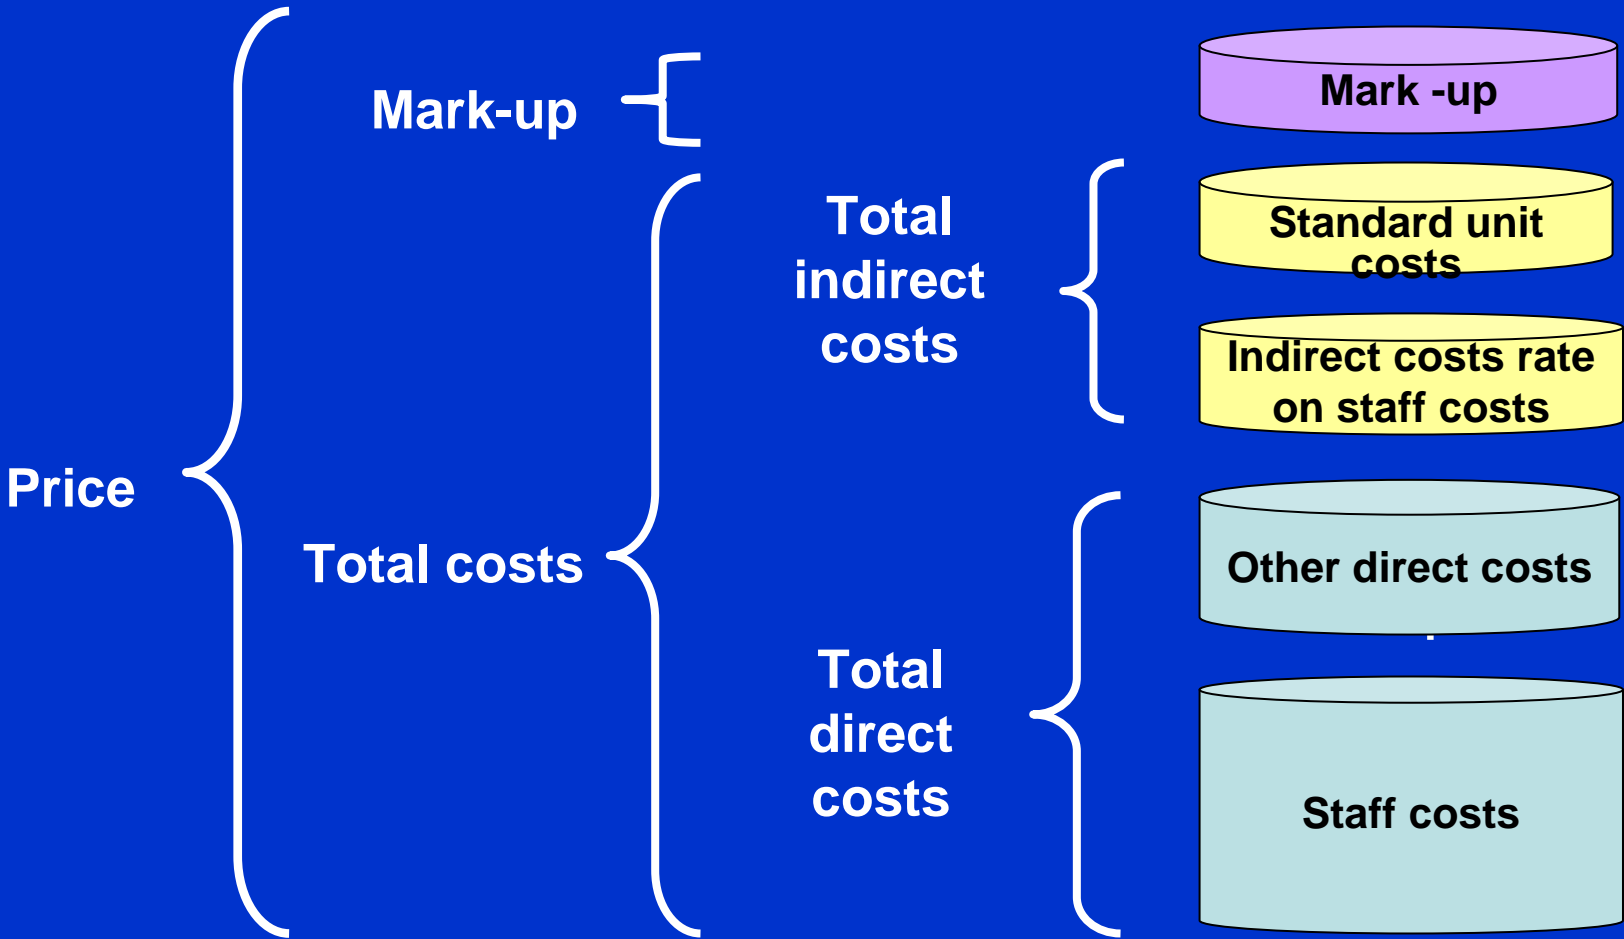 Price
Mark-up
Total costs
Total
indirect
costs
Total
direct
costs
Mark -up
Standard unit
costs
Indirect costs rate
on staff costs
Other direct costs
Staff costs